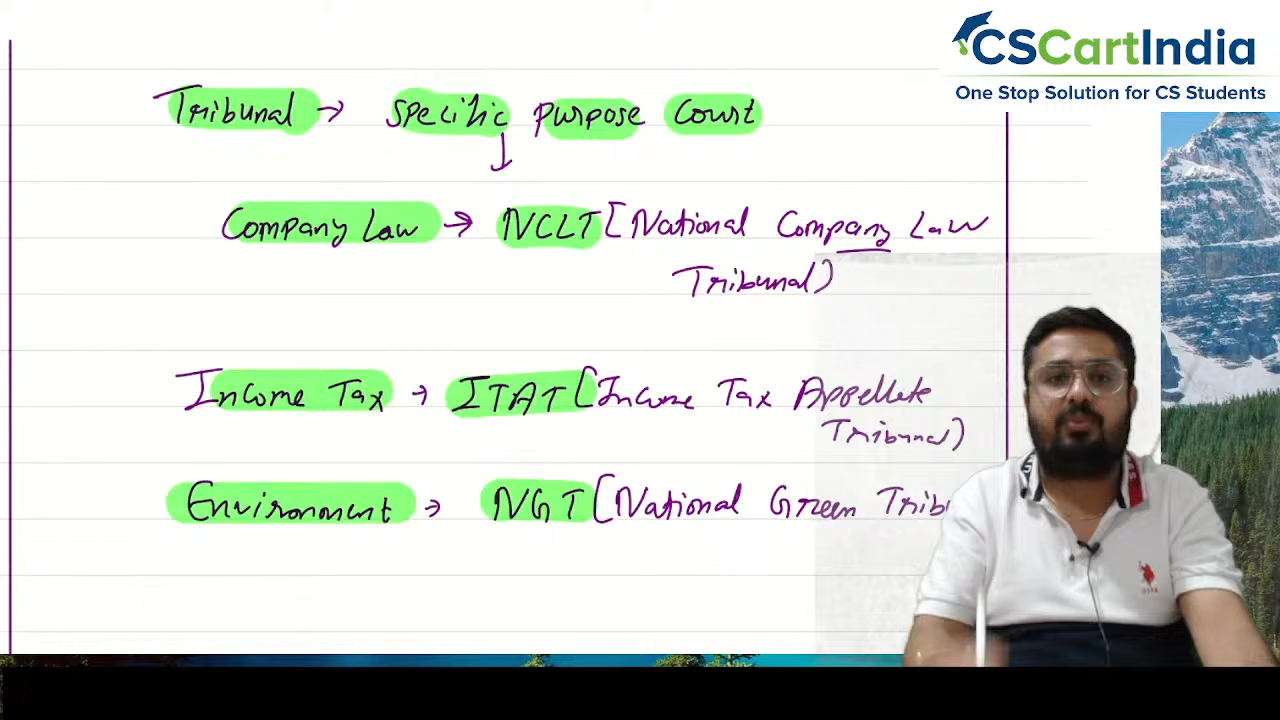 CSCartIndia
One Stop Solution for CS Students
Tribunal → specific purpose Court
Company Law → NCLT [National Company Law
Tribunal)
Income Tax → ITAT [Income Tax Appellate
Tribunal)
Environment → NGT [National Green Trib